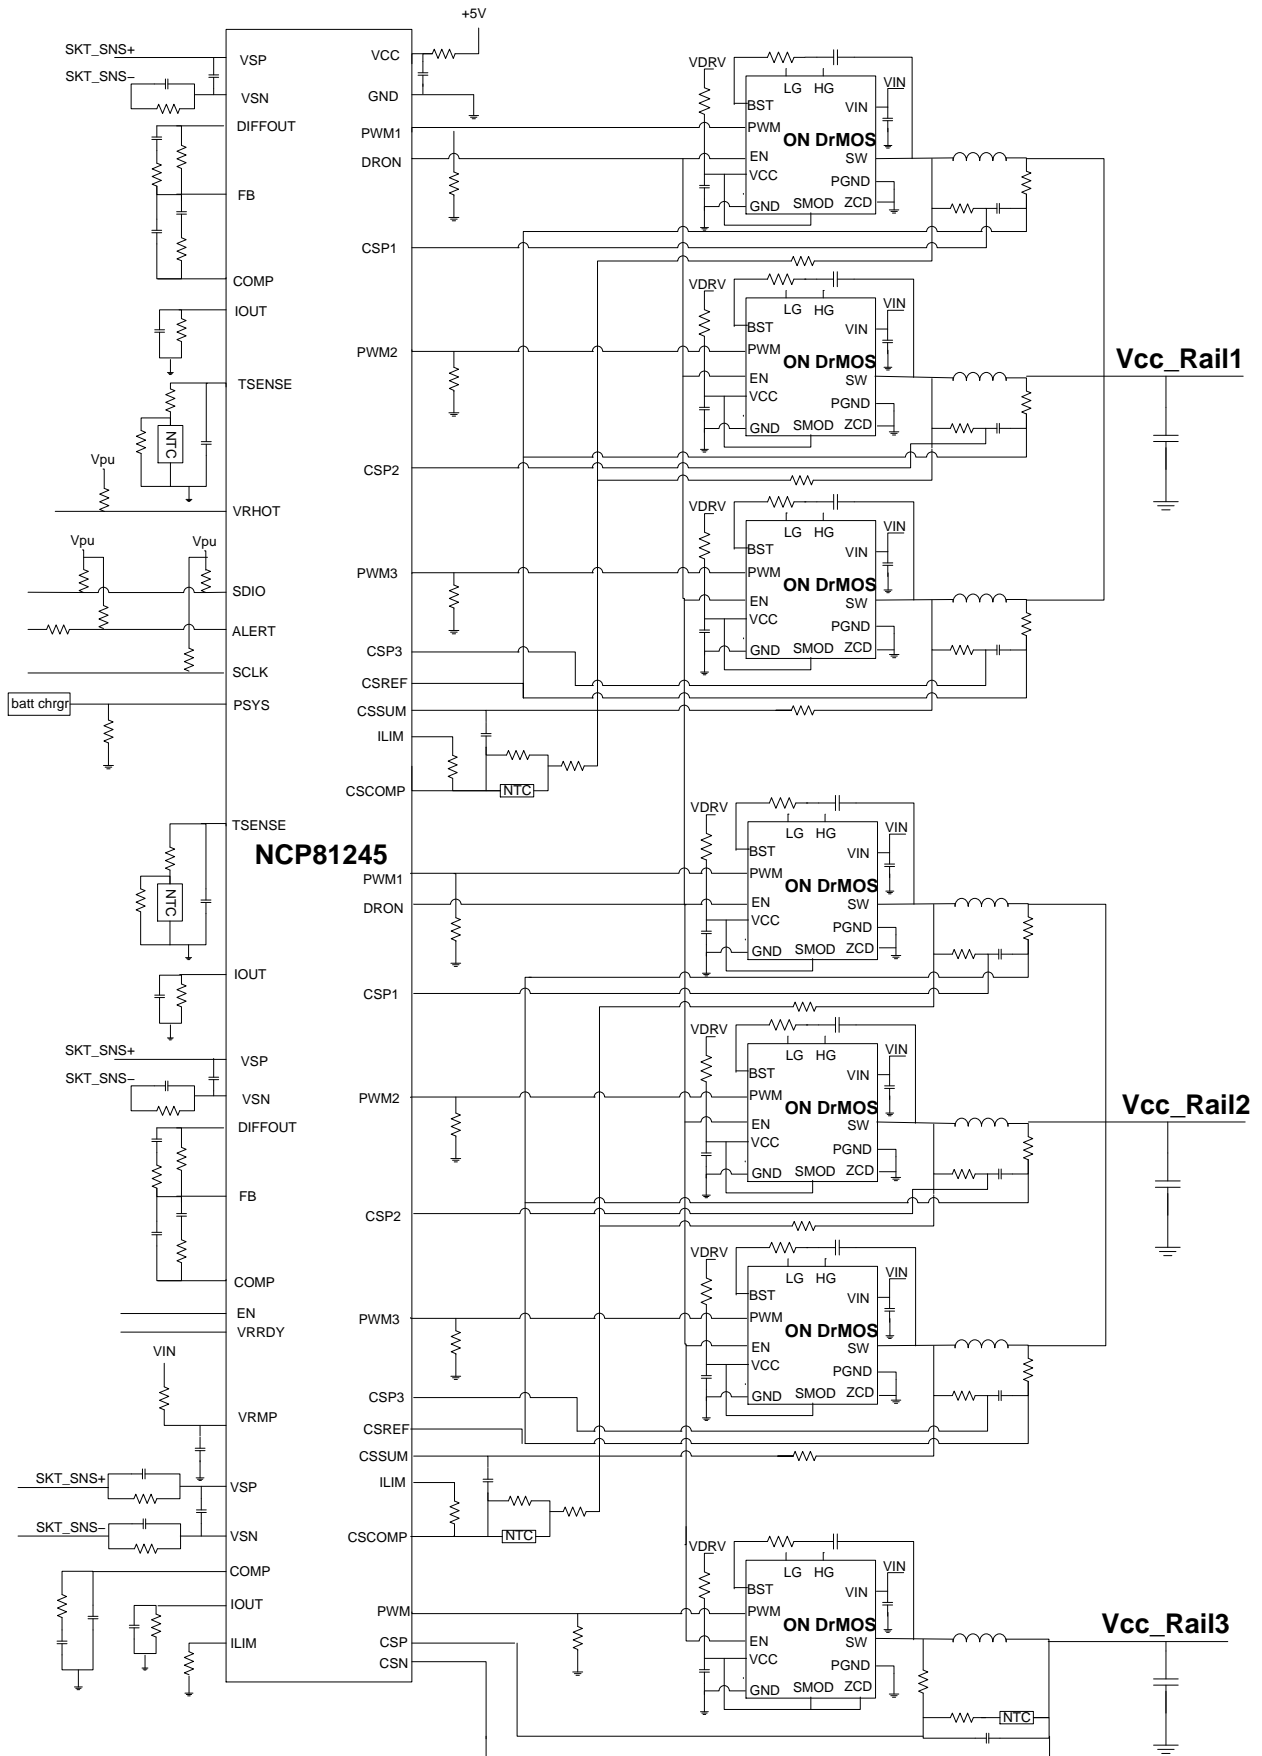 +5V
SKT_SNS+
VSP
SKT_SNS−
VSN
DIFFOUT
FB
COMP
IOUT
TSENSE
NTC
Vpu
VRHOT
Vpu
Vpu
SDIO
ALERT
SCLK
batt chrgr
PSYS
TSENSE
NTC
IOUT
SKT_SNS+
VSP
SKT_SNS−
VSN
DIFFOUT
FB
COMP
EN
VRRDY
VIN
VRMP
SKT_SNS+
VSP
SKT_SNS−
VSN
COMP
IOUT
ILIM
NCP81245
VCC
GND
PWM1
DRON
CSP1
PWM2
CSP2
PWM3
CSP3
CSREF
CSSUM
ILIM
CSCOMP
NTC
PWM1
DRON
CSP1
PWM2
CSP2
PWM3
CSP3
CSREF
CSSUM
ILIM
CSCOMP
NTC
PWM
CSP
CSN
VDRV
LG HG
VIN
VIN
BST
PWM
ON DrMOS
EN
SW
VCC
PGND
GND
SMOD
ZCD
VDRV
LG HG
VIN
VIN
BST
PWM
ON DrMOS
EN
SW
VCC
PGND
GND
SMOD
ZCD
Vcc_Rail1
VDRV
LG HG
VIN
VIN
BST
PWM
ON DrMOS
EN
SW
VCC
PGND
GND
SMOD
ZCD
VDRV
LG HG
VIN
VIN
BST
PWM
ON DrMOS
EN
SW
VCC
PGND
GND
SMOD
ZCD
VDRV
LG HG
VIN
VIN
BST
PWM
ON DrMOS
EN
SW
VCC
PGND
GND
SMOD
ZCD
Vcc_Rail2
VDRV
LG HG
VIN
VIN
BST
PWM
ON DrMOS
EN
SW
VCC
PGND
GND
SMOD
ZCD
VDRV
LG HG
VIN
VIN
BST
PWM
ON DrMOS
EN
SW
VCC
PGND
GND
SMOD
ZCD
Vcc_Rail3
NTC